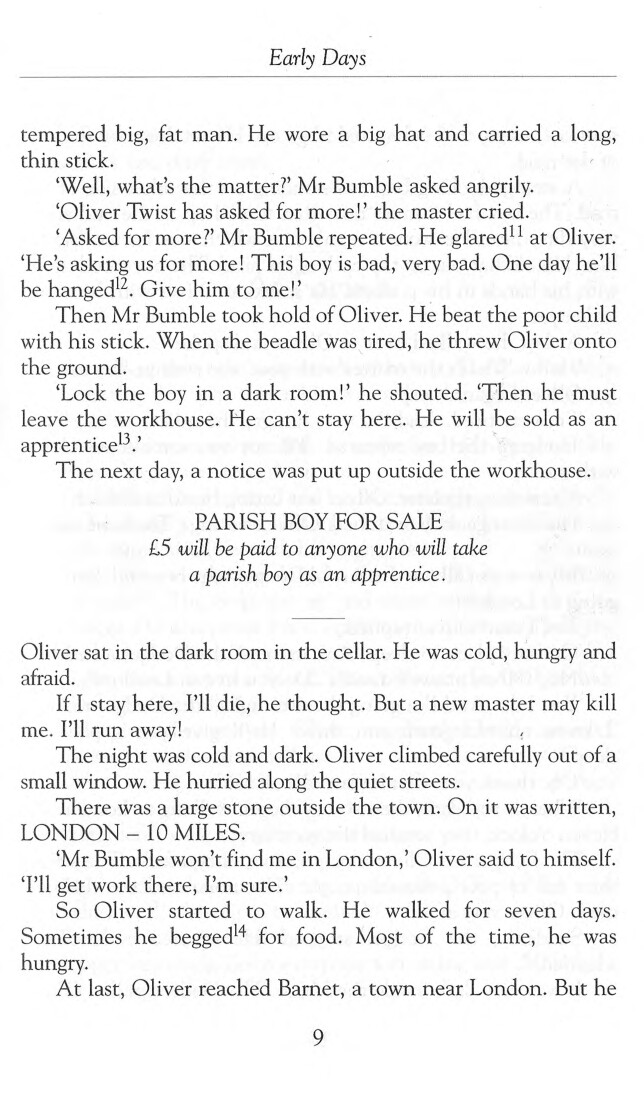 Early Days
tempered big, fat man. He wore a big hat and carried a long,
thin stick.
‘Well, what’s the matter?’ Mr Bumble asked angrily.
‘Oliver Twist has asked for more!’ the master cried.
‘Asked for more?’ Mr Bumble repeated. He glared11 at Oliver.
‘He’s asking us for more! This boy is bad, very bad. One day he’ll
be hanged12. Give him to me!’
Then Mr Bumble took hold of Oliver. He beat the poor child
with his stick. When the beadle was tired, he threw Oliver onto
the ground.
‘Lock the boy in a dark room!’ he shouted. ‘Then he must
leave the workhouse. He can’t stay here. He will be sold as an
apprentice13.’
The next day, a notice was put up outside the workhouse.
PARISH BOY FOR SALE
£5 will be paid to anyone who will take
a parish boy as an apprentice.
Oliver sat in the dark room in the cellar. He was cold, hungry and
afraid.
If I stay here, I’ll die, he thought. But a new master may kill
me. I’ll run away!
The night was cold and dark. Oliver climbed carefully out of a
small window. He hurried along the quiet streets.
There was a large stone outside the town. On it was written,
LONDON – 10 MILES.
‘Mr Bumble won’t find me in London,’ Oliver said to himself.
‘I’ll get work there, I’m sure.’
So Oliver started to walk. He walked for seven days.
Sometimes he begged14 for food. Most of the time, he was
hungry.
At last, Oliver reached Barnet, a town near London. But he
9